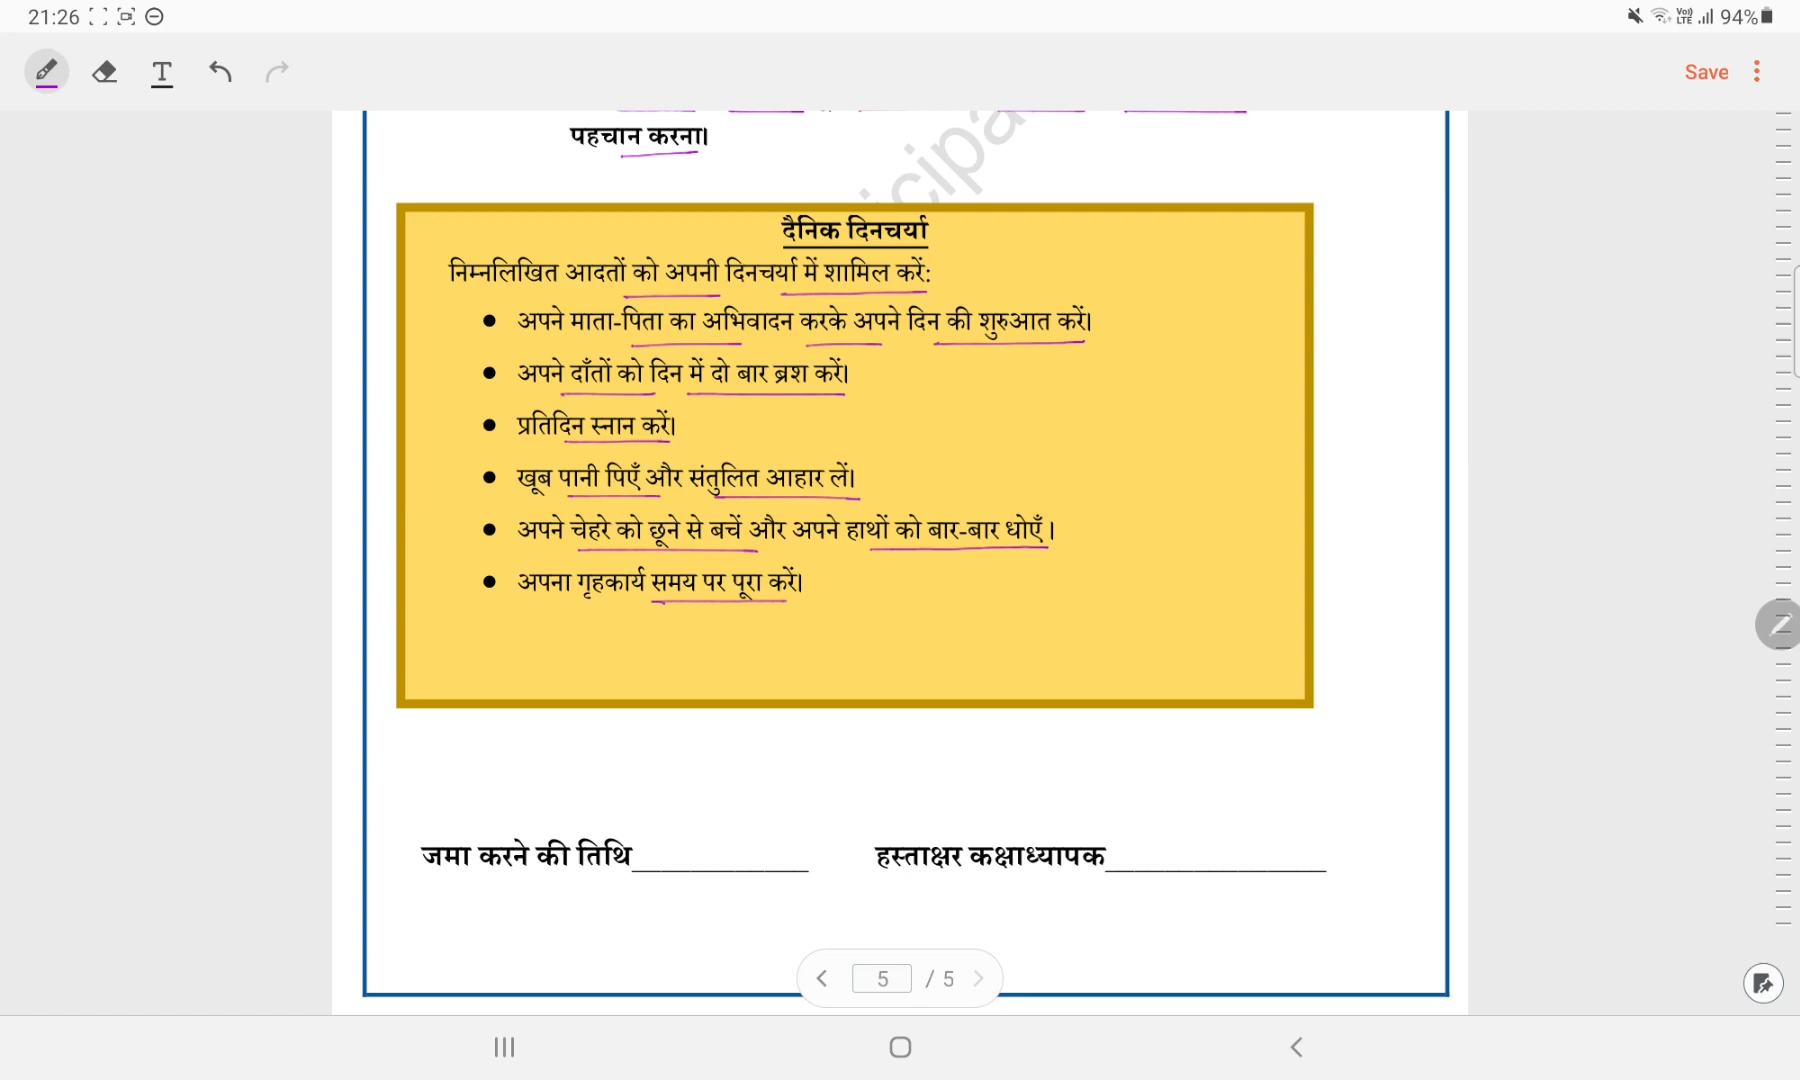 21:26
94%
Save
पहचान करना।
दैनिक दिनचर्या
निम्नलिखित आदतों को अपनी दिनचर्या में शामिल करें:
● अपने माता-पिता का अभिवादन करके अपने दिन की शुरुआत करें।
● अपने दाँतों को दिन में दो बार ब्रश करें।
● प्रतिदिन स्नान करें।
● खूब पानी पिएँ और संतुलित आहार लें।
● अपने चेहरे को छूने से बचें और अपने हाथों को बार-बार धोएँ ।
● अपना गृहकार्य समय पर पूरा करें।
जमा करने की तिथि____________ हस्ताक्षर कक्षाध्यापक_______________
5 / 5